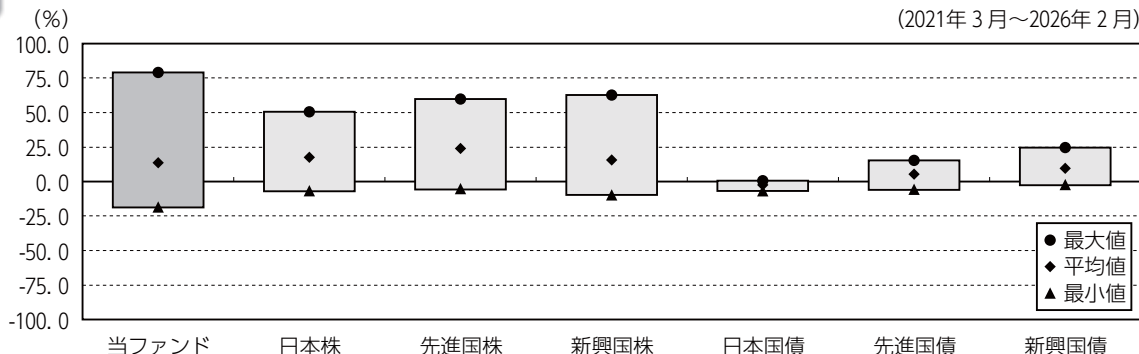 (%)
(2021年3月～2026年2月)
100.0
75.0
50.0
25.0
0.0
-25.0
-50.0
-75.0
-100.0
● 最大値
◆ 平均値
▲ 最小値
当ファンド 日本株 先進国株 新興国株 日本国債 先進国債 新興国債